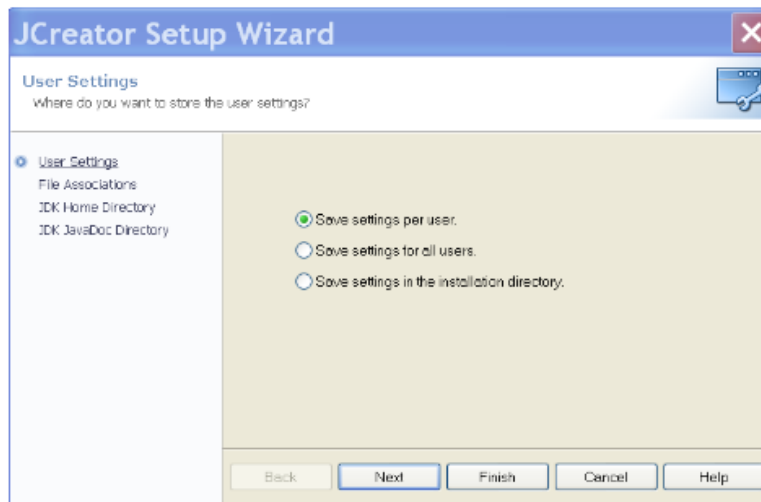 JCreator Setup Wizard
User Settings
Where do you want to store the user settings?
User Settings
File Associations
JDK Home Directory
JDK JavaDoc Directory
Save settings per user.
Save settings for all users.
Save settings in the installation directory.
Back Next Finish Cancel Help